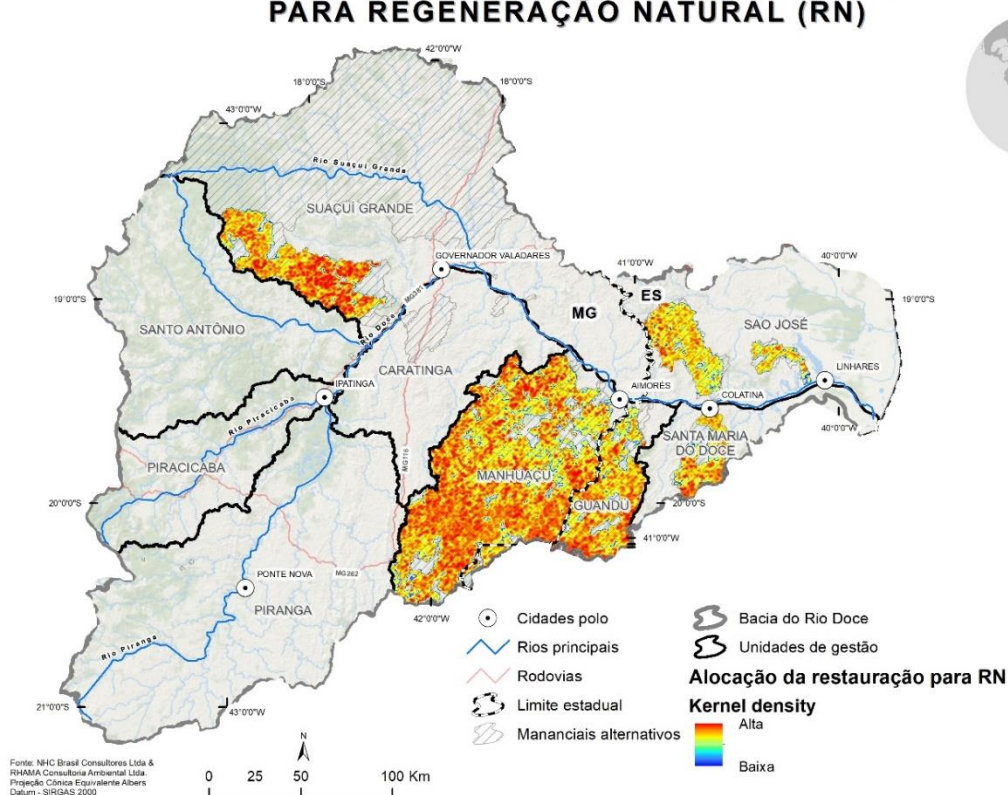 PARA REGENERAÇÃO NATURAL (RN)
42°0'0"W
18°0'0"S
18°0'0"S
43°0'0"W
Rio Suaçuí Grande
SUAÇUÍ GRANDE
GOVERNADOR VALADARES
41°0'0"W
40°0'0"W
19°0'0"S
ES
19°0'0"S
MG
MG381
SAO JOSÉ
SANTO ANTÔNIO
Rio Doce
CARATINGA
LINHARES
IPATINGA
AIMORÉS
COLATINA
Rio Piracicaba
40°0'0"W
SANTA MARIA
DO DOCE
PIRACICABA
MG116
MANHUAÇU
20°0'0"S
GUANDU
20°0'0"S
41°0'0"W
PONTE NOVA
MG262
PIRANGA
42°0'0"W
Rio Piranga
21°0'0"S
43°0'0"W
Cidades polo
Rios principais
Rodovias
Limite estadual
Mananciais alternativos
Bacia do Rio Doce
Unidades de gestão
Alocação da restauração para RN
Kernel density
Alta
Baixa
N
0 25 50 100 Km
Fonte: NHC Brasil Consultores Ltda &
RHAMA Consultoria Ambiental Ltda.
Projeção Cônica Equivalente Albers
Datum - SIRGAS 2000